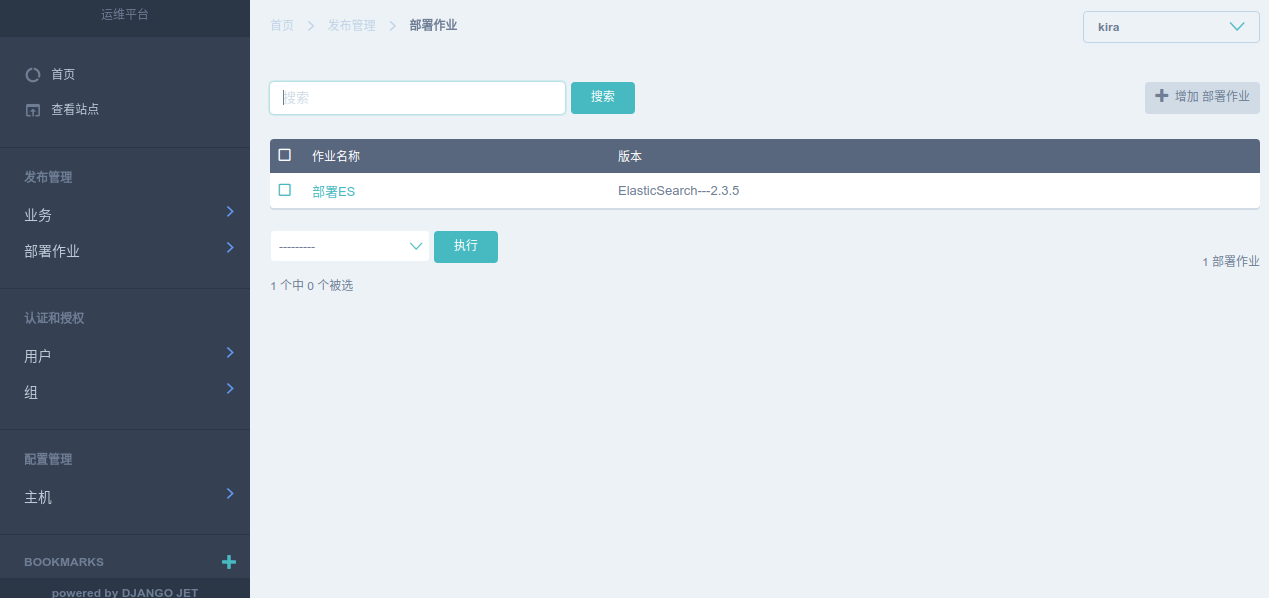 运维平台
首页
查看站点
发布管理
业务
部署作业
认证和授权
用户
组
配置管理
主机
BOOKMARKS
powered by DJANGO JET
首页 > 发布管理 > 部署作业
kira
搜索 搜索
增加 部署作业
作业名称 版本
部署ES ElasticSearch---2.3.5
--------- 执行
1 个中 0 个被选
1 部署作业